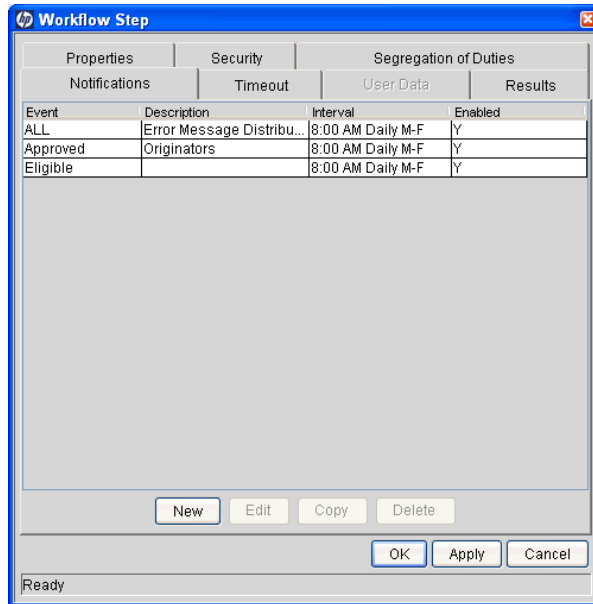 hp Workflow Step
Properties Security Segregation of Duties
Notifications Timeout User Data Results
Event Description Interval Enabled
ALL Error Message Distribu... 8:00 AM Daily M-F Y
Approved Originators 8:00 AM Daily M-F Y
Eligible 8:00 AM Daily M-F Y
New Edit Copy Delete
OK Apply Cancel
Ready